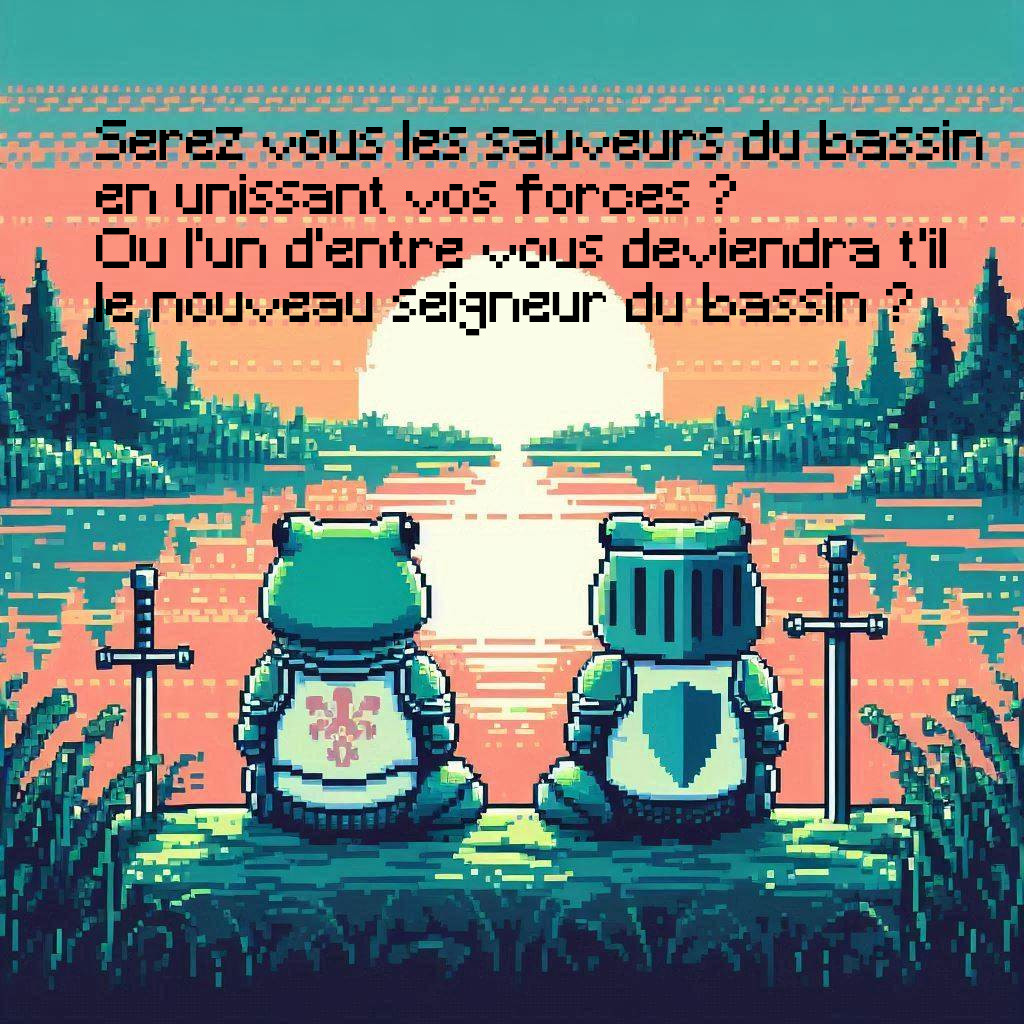 Serez vous les sauveurs du bassin
en unissant vos forces ?
Ou l'un d'entre vous deviendra t'il
le nouveau seigneur du bassin ?